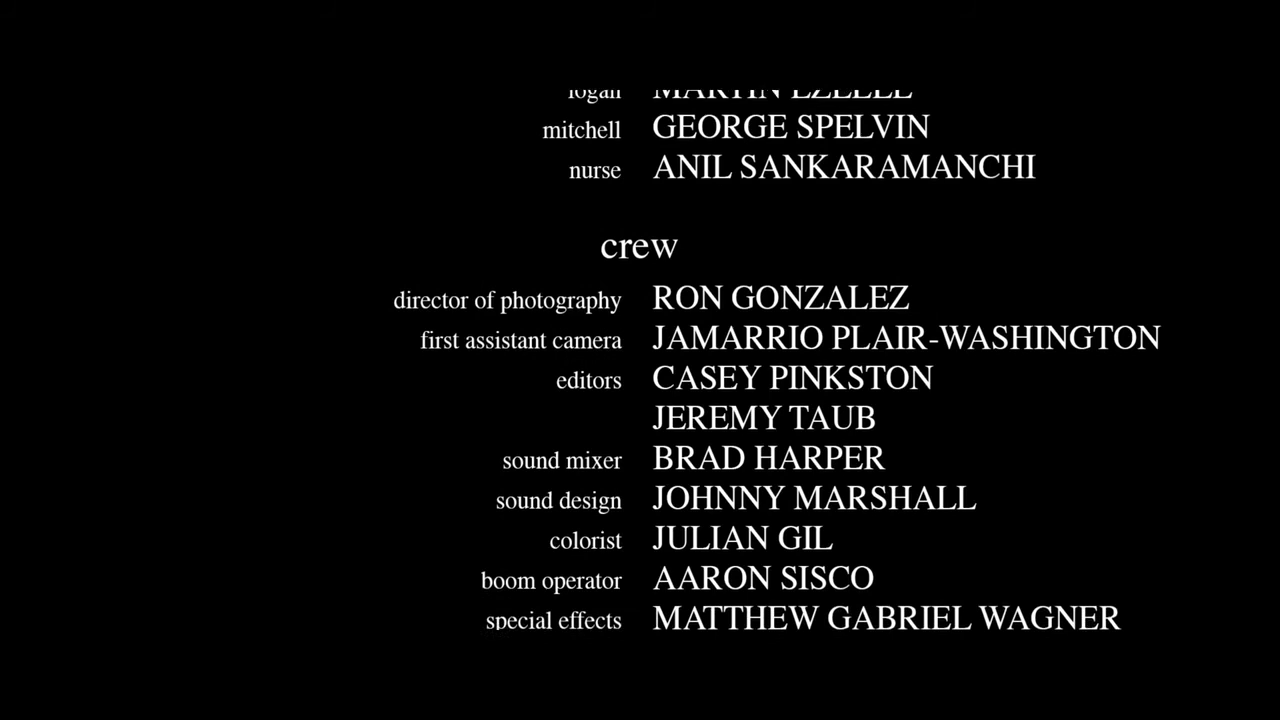 logan MARTIN EZELLE
mitchell GEORGE SPELVIN
nurse ANIL SANKARAMANCHI
crew
director of photography RON GONZALEZ
first assistant camera JAMARRIO PLAIR-WASHINGTON
editors CASEY PINKSTON
JEREMY TAUB
sound mixer BRAD HARPER
sound design JOHNNY MARSHALL
colorist JULIAN GIL
boom operator AARON SISCO
special effects MATTHEW GABRIEL WAGNER